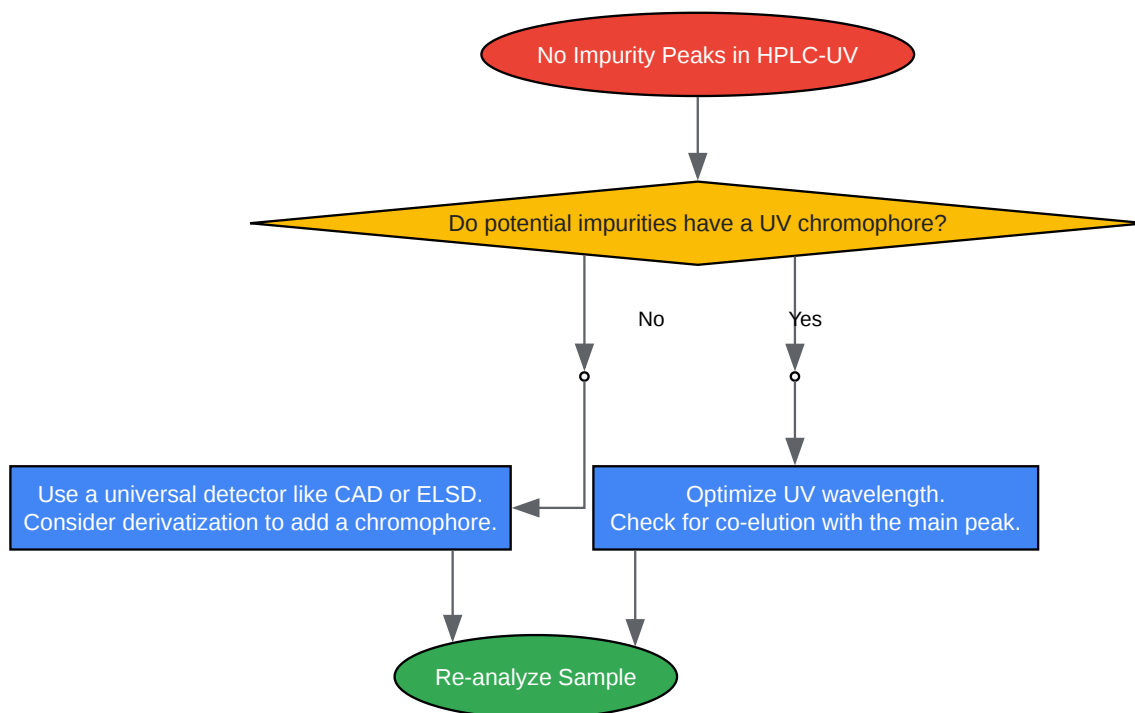 No Impurity Peaks in HPLC-UV
Do potential impurities have a UV chromophore?
No
Yes
Use a universal detector like CAD or ELSD.
Consider derivatization to add a chromophore.
Optimize UV wavelength.
Check for co-elution with the main peak.
Re-analyze Sample